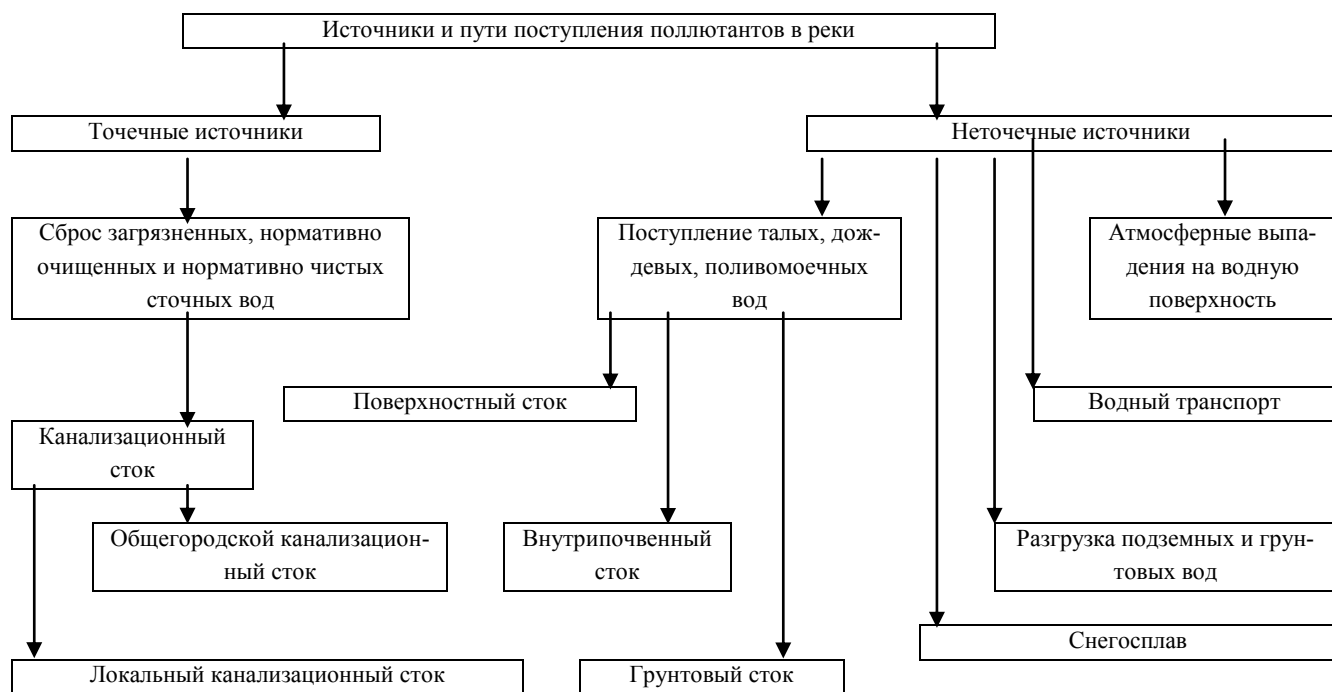 Источники и пути поступления поллютантов в реки
Точечные источники
Неточечные источники
Сброс загрязненных, нормативно
очищенных и нормативно чистых
сточных вод
Поступление талых, дож-
девых, поливомоечных
вод
Атмосферные выпа-
дения на водную
поверхность
Поверхностный сток
Водный транспорт
Канализационный
сток
Общегородской канализацион-
ный сток
Внутрипочвенный
сток
Разгрузка подземных и грун-
товых вод
Снегосплав
Локальный канализационный сток
Грунтовый сток